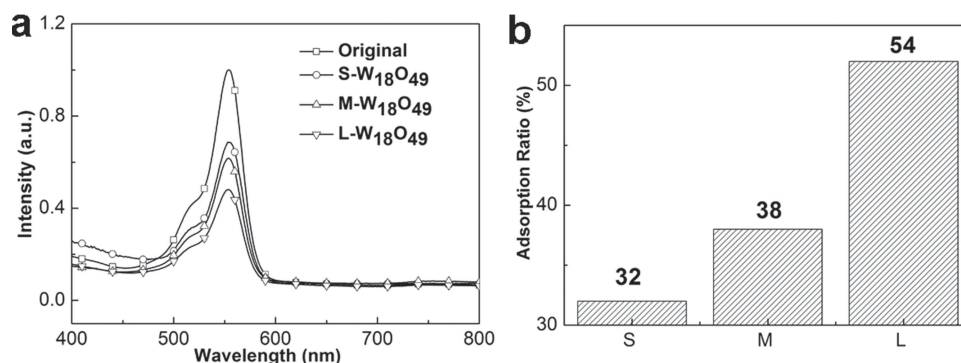 a
Intensity (a.u.)
1.2
0.8
0.4
0.0
Original
S-W18O49
M-W18O49
L-W18O49
400 500 600 700 800
Wavelength (nm)
b
Adsorption Ratio (%)
50
40
30
32
38
54
S M L